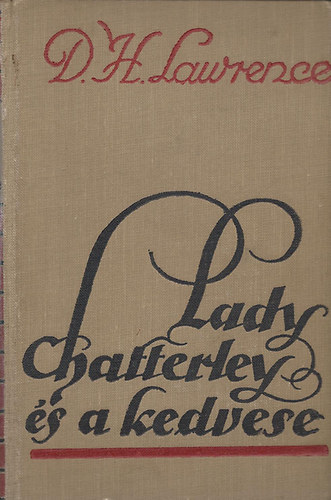 D. H. Lawrence
Lady
Chatterley
és a kedvese